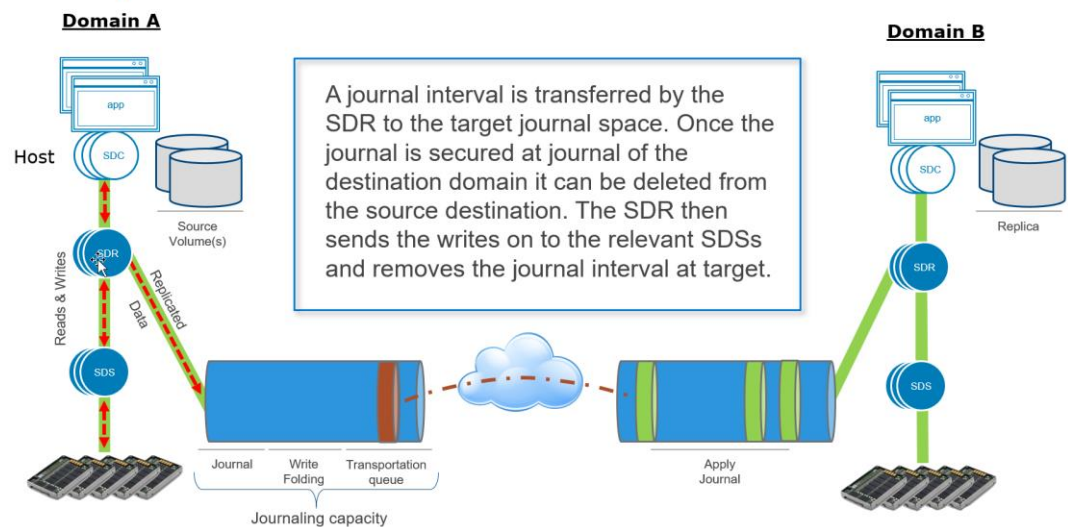 Domain A
Domain B
app
app
A journal interval is transferred by the
SDR to the target journal space. Once the
journal is secured at journal of the
destination domain it can be deleted from
the source destination. The SDR then
sends the writes on to the relevant SDSs
and removes the journal interval at target.
Host
SDC
SDC
Source
Volume(s)
Replica
SDR
SDR
Reads & Writes
Replicated
Data
SDS
SDS
Journal
Write
Folding
Transportation
queue
Apply
Journal
Journaling capacity